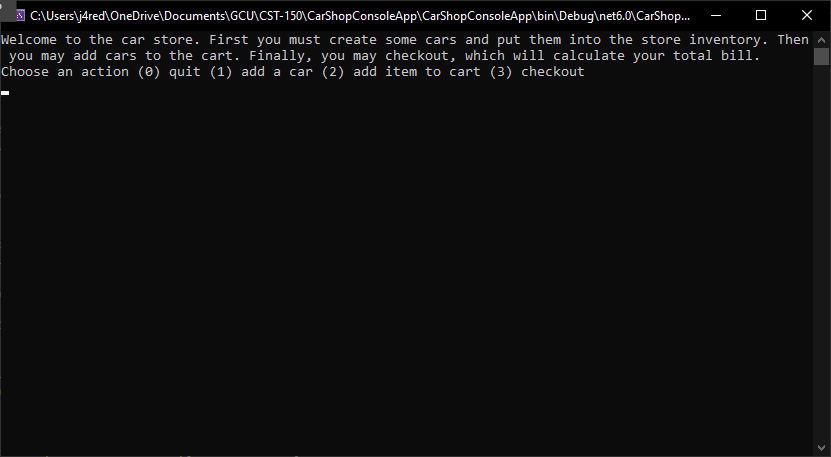 C:\Users\j4red\OneDrive\Documents\GCU\CST-150\CarShopConsoleApp\CarShopConsoleApp\bin\Debug\net6.0\CarShop...
Welcome to the car store. First you must create some cars and put them into the store inventory. Then
you may add cars to the cart. Finally, you may checkout, which will calculate your total bill.
Choose an action (0) quit (1) add a car (2) add item to cart (3) checkout